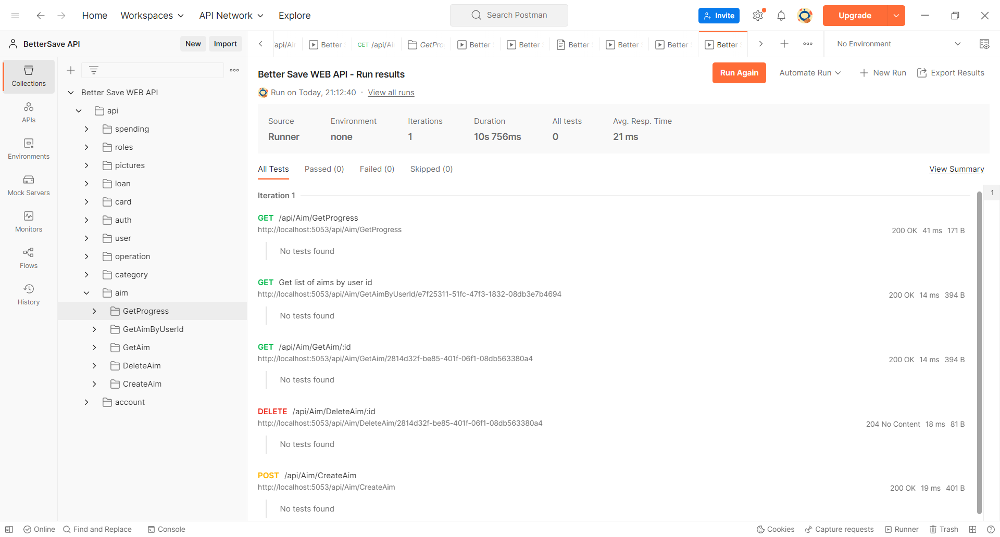 Home Workspaces API Network Explore Search Postman Invite Upgrade
BetterSave API New Import /api/Aim Better GET /api/Ai GetPro Better Better Better Better Better Better No Environment
Collections
APIs
Environments
Mock Servers
Monitors
Flows
History
Better Save WEB API
api
spending
roles
pictures
loan
card
auth
user
operation
category
aim
GetProgress
GetAimByUserId
GetAim
DeleteAim
CreateAim
account
Better Save WEB API - Run results Run Again Automate Run New Run Export Results
Run on Today, 21:12:40 · View all runs
Source Environment Iterations Duration All tests Avg. Resp. Time
Runner none 1 10s 756ms 0 21 ms
All Tests Passed (0) Failed (0) Skipped (0) View Summary
Iteration 1 1
GET /api/Aim/GetProgress
http://localhost:5053/api/Aim/GetProgress 200 OK 41 ms 171 B
No tests found
GET Get list of aims by user id
http://localhost:5053/api/Aim/GetAimByUserId/e7f25311-51fc-47f3-1832-08db3e7b4694 200 OK 14 ms 394 B
No tests found
GET /api/Aim/GetAim/:id
http://localhost:5053/api/Aim/GetAim/2814d32f-be85-401f-06f1-08db563380a4 200 OK 14 ms 394 B
No tests found
DELETE /api/Aim/DeleteAim/:id
http://localhost:5053/api/Aim/DeleteAim/2814d32f-be85-401f-06f1-08db563380a4 204 No Content 18 ms 81 B
No tests found
POST /api/Aim/CreateAim
http://localhost:5053/api/Aim/CreateAim 200 OK 19 ms 401 B
No tests found
Online Find and Replace Console Cookies Capture requests Runner Trash